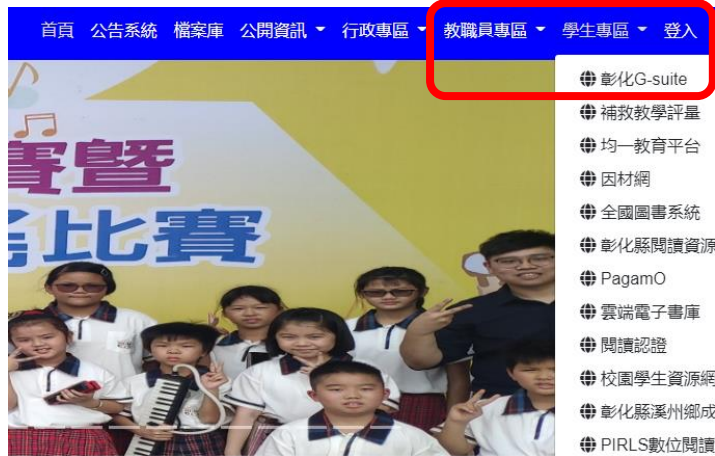 首頁 公告系統 檔案庫 公開資訊 行政專區 教職員專區 學生專區 登入
彰化G-suite
補救教學評量
均一教育平台
因材網
全國圖書系統
彰化縣閱讀資源
PagamO
雲端電子書庫
閱讀認證
校園學生資源網
彰化縣溪州鄉成
PIRLS數位閱讀
賽暨
比賽